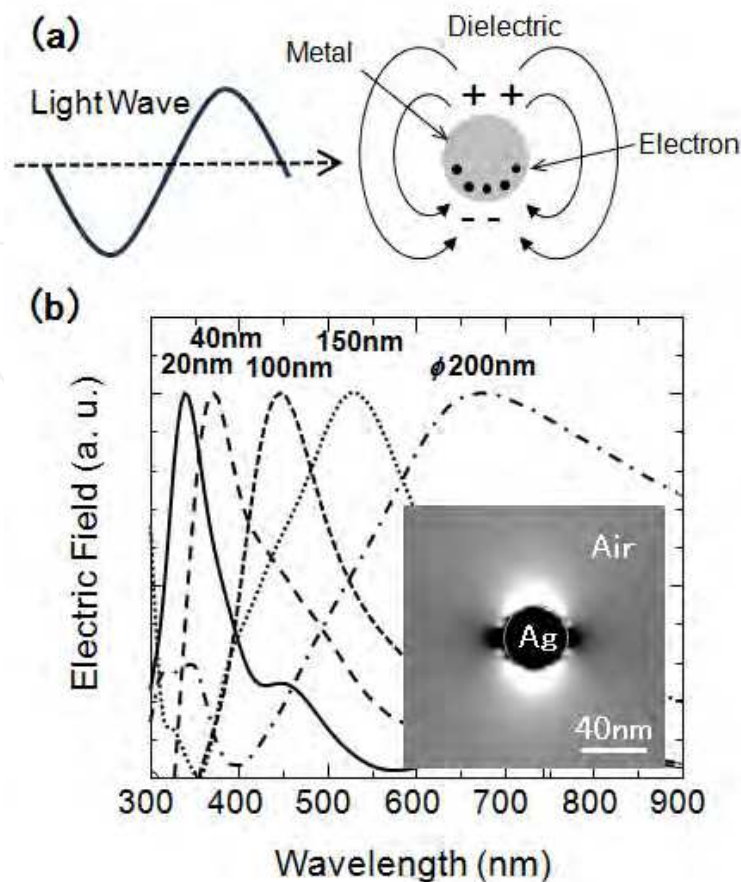 (a)
Dielectric
Metal
Light Wave
+ +
Electron
- -
(b)
40nm
150nm
20nm
100nm
ϕ200nm
Electric Field (a. u.)
Air
Ag
40nm
300 400 500 600 700 800 900
Wavelength (nm)